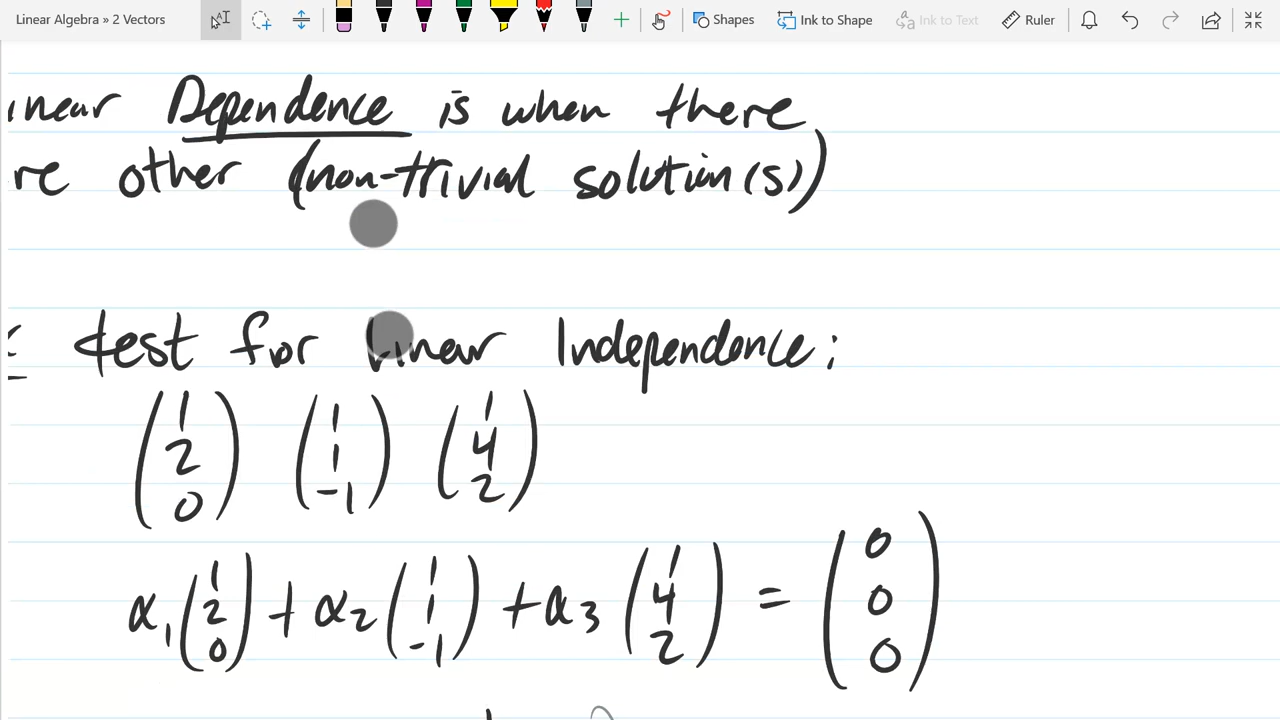 Linear Algebra » 2 Vectors Shapes Ink to Shape Ink to Text Ruler
inear Dependence is when there
re other (non-trivial solution(s))
test for Linear Independence:
(1 2 0) (1 1 -1) (1 4 2)
α1 (1 2 0) + α2 (1 1 -1) + α3 (1 4 2) = (0 0 0)